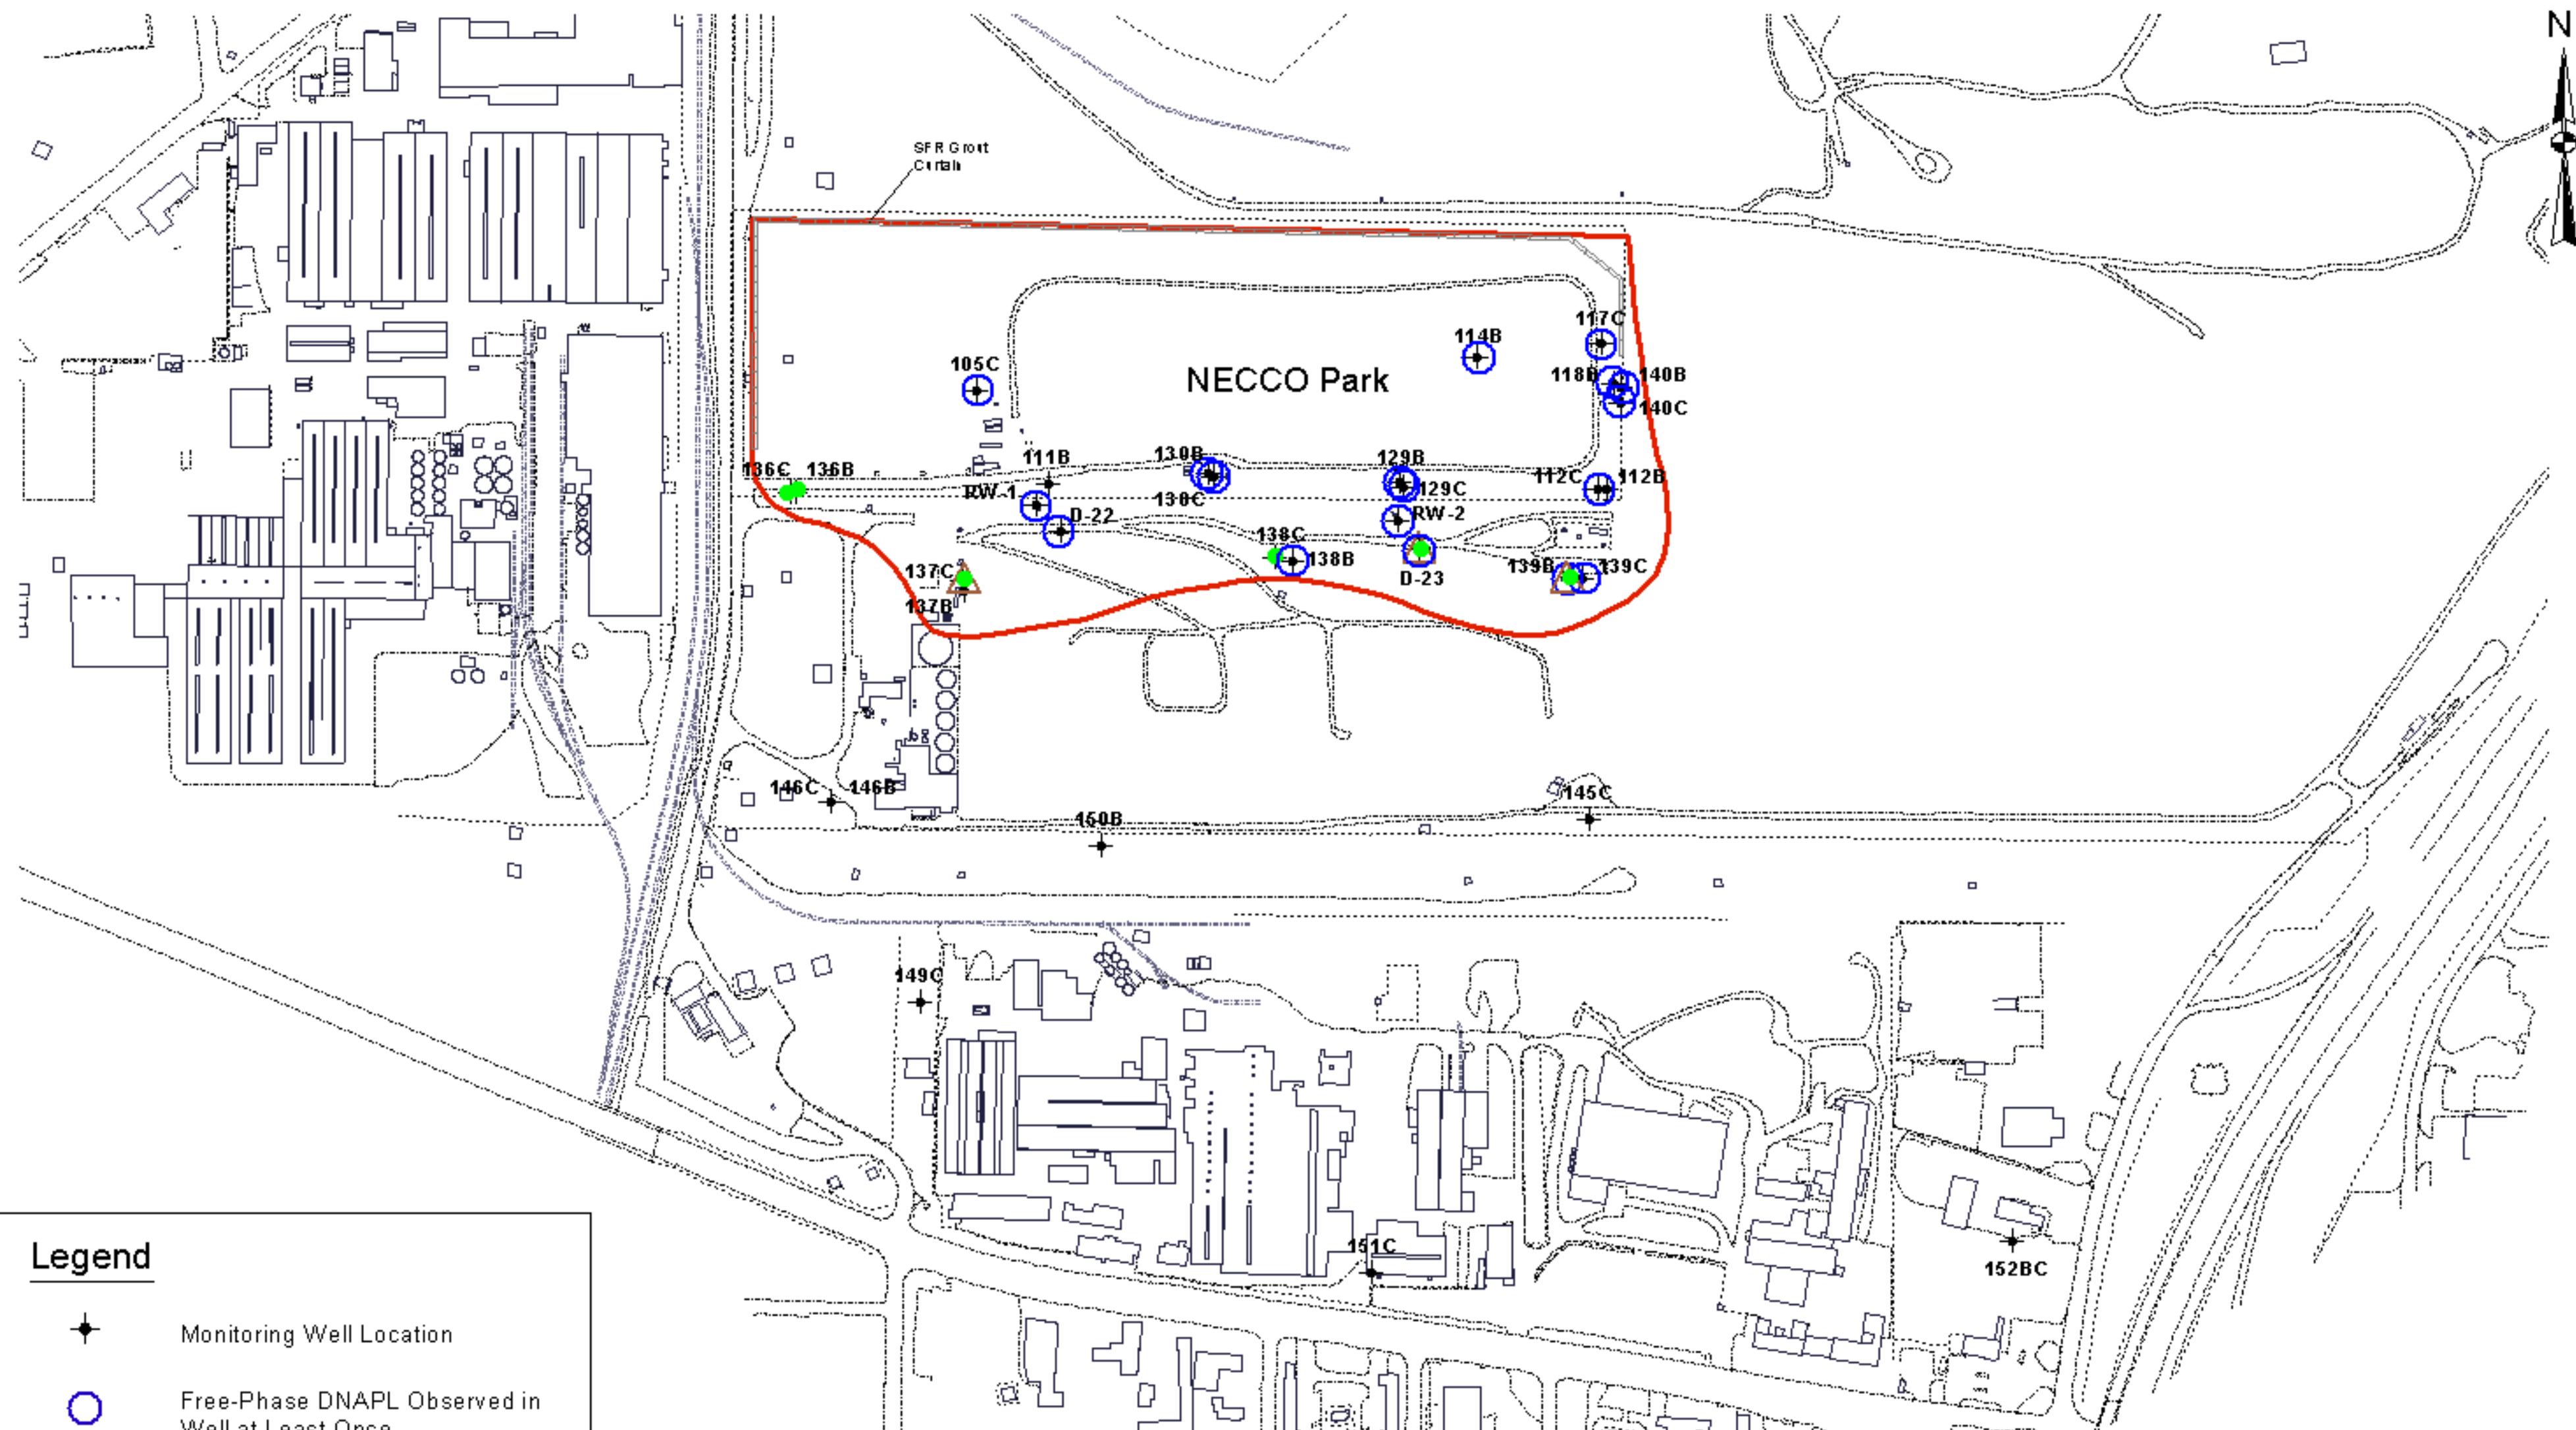 N
SFR Grout
Curtain
117C
114B
105C
118B
140B
NECCO Park
140C
136C
136B
111B
130B
129B
112C
112B
RW-1
130C
129C
D-22
RW-2
138C
138B
137C
139B
139C
D-23
137B
146C
146B
145C
150B
149C
151C
152BC
Legend
Monitoring Well Location
Free-Phase DNAPL Observed in
Well at Least Once